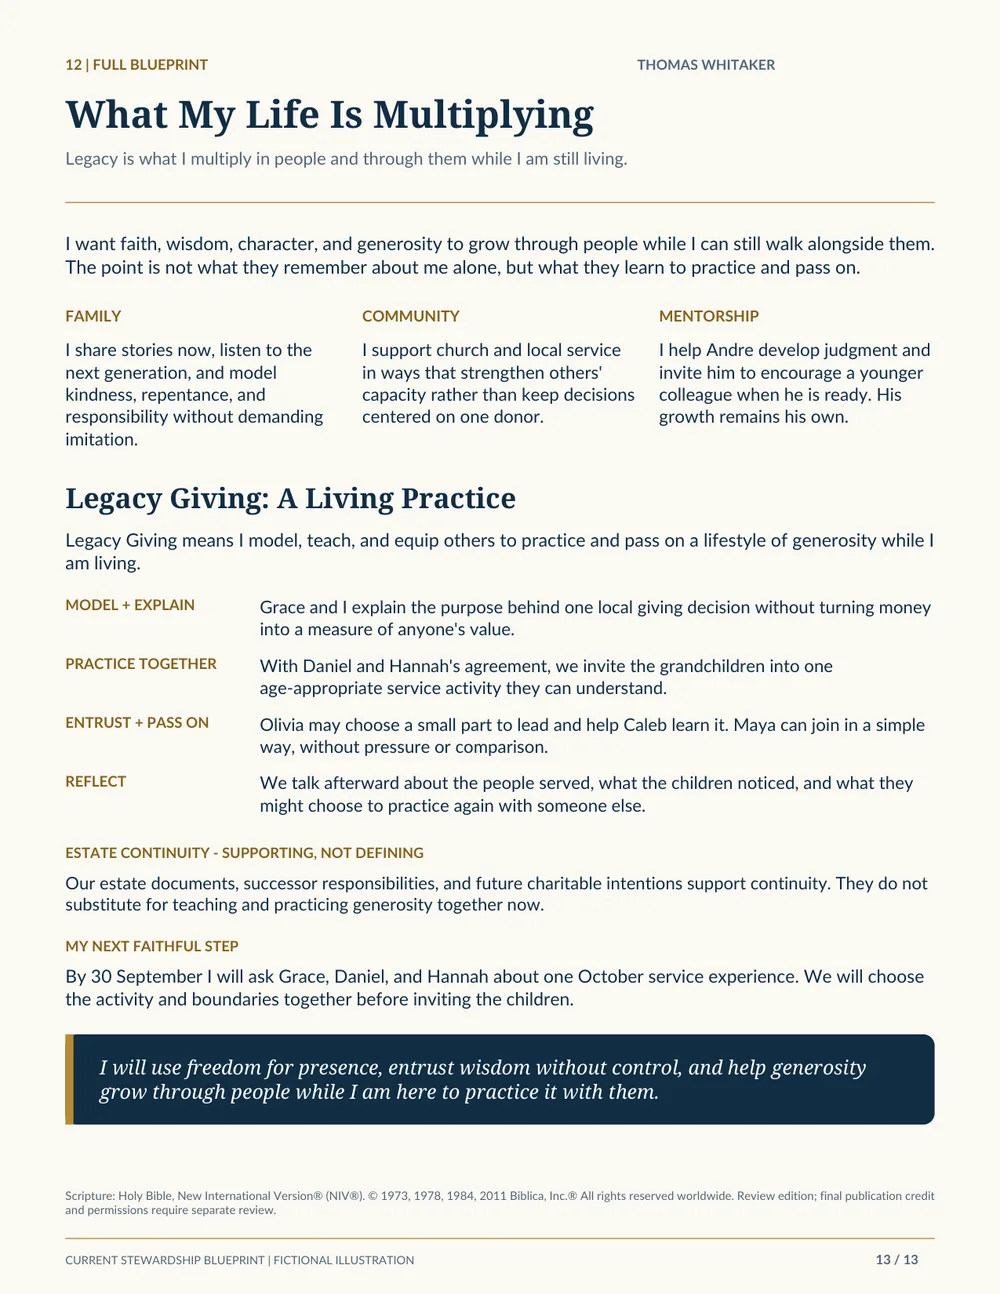 12 | FULL BLUEPRINT
THOMAS WHITAKER
What My Life Is Multiplying
Legacy is what I multiply in people and through them while I am still living.
I want faith, wisdom, character, and generosity to grow through people while I can still walk alongside them.
The point is not what they remember about me alone, but what they learn to practice and pass on.
FAMILY
I share stories now, listen to the
next generation, and model
kindness, repentance, and
responsibility without demanding
imitation.
COMMUNITY
I support church and local service
in ways that strengthen others'
capacity rather than keep decisions
centered on one donor.
MENTORSHIP
I help Andre develop judgment and
invite him to encourage a younger
colleague when he is ready. His
growth remains his own.
Legacy Giving: A Living Practice
Legacy Giving means I model, teach, and equip others to practice and pass on a lifestyle of generosity while I
am living.
MODEL + EXPLAIN
Grace and I explain the purpose behind one local giving decision without turning money
into a measure of anyone's value.
PRACTICE TOGETHER
With Daniel and Hannah's agreement, we invite the grandchildren into one
age-appropriate service activity they can understand.
ENTRUST + PASS ON
Olivia may choose a small part to lead and help Caleb learn it. Maya can join in a simple
way, without pressure or comparison.
REFLECT
We talk afterward about the people served, what the children noticed, and what they
might choose to practice again with someone else.
ESTATE CONTINUITY - SUPPORTING, NOT DEFINING
Our estate documents, successor responsibilities, and future charitable intentions support continuity. They do not
substitute for teaching and practicing generosity together now.
MY NEXT FAITHFUL STEP
By 30 September I will ask Grace, Daniel, and Hannah about one October service experience. We will choose
the activity and boundaries together before inviting the children.
I will use freedom for presence, entrust wisdom without control, and help generosity
grow through people while I am here to practice it with them.
Scripture: Holy Bible, New International Version® (NIV®). © 1973, 1978, 1984, 2011 Biblica, Inc.® All rights reserved worldwide. Review edition; final publication credit
and permissions require separate review.
CURRENT STEWARDSHIP BLUEPRINT | FICTIONAL ILLUSTRATION
13 / 13